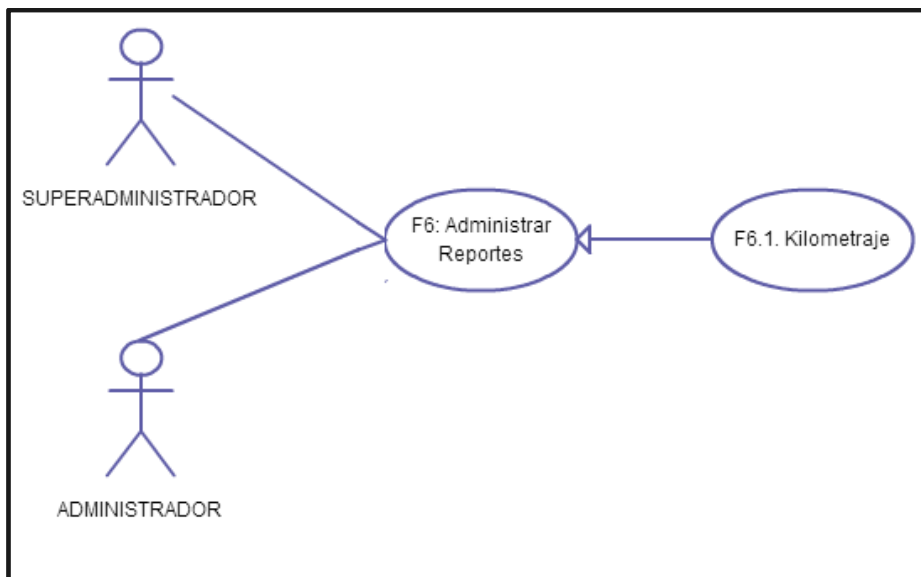 SUPERADMINISTRADOR
F6: Administrar
Reportes
F6.1. Kilometraje
ADMINISTRADOR